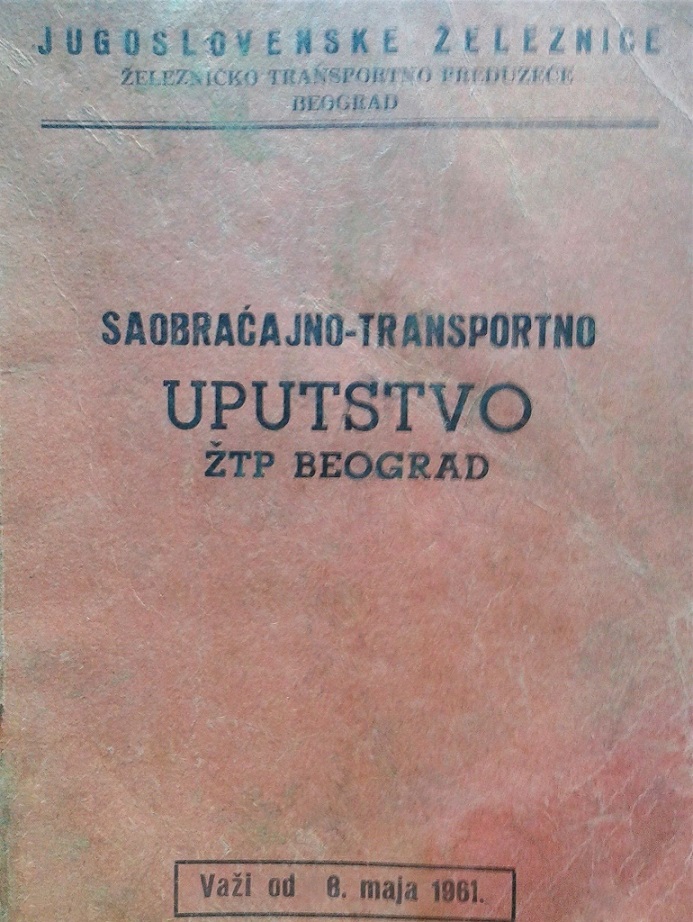 JUGOSLOVENSKE ŽELEZNICE
ŽELEZNIČKO TRANSPORTNO PREDUZEĆE
BEOGRAD
SAOBRAĆAJNO-TRANSPORTNO
UPUTSTVO
ŽTP BEOGRAD
Važi od 8. maja 1961.